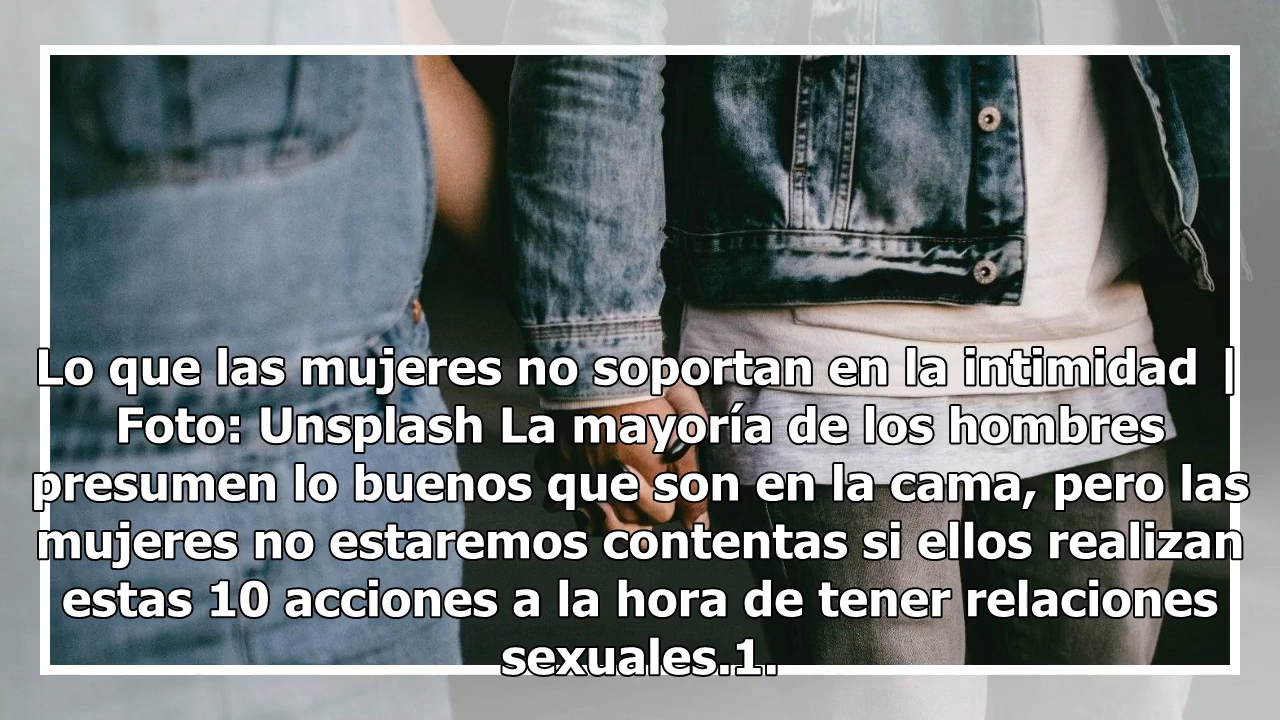 Lo que las mujeres no soportan en la intimidad |
Foto: Unsplash La mayoría de los hombres
presumen lo buenos que son en la cama, pero las
mujeres no estaremos contentas si ellos realizan
estas 10 acciones a la hora de tener relaciones
sexuales.1.